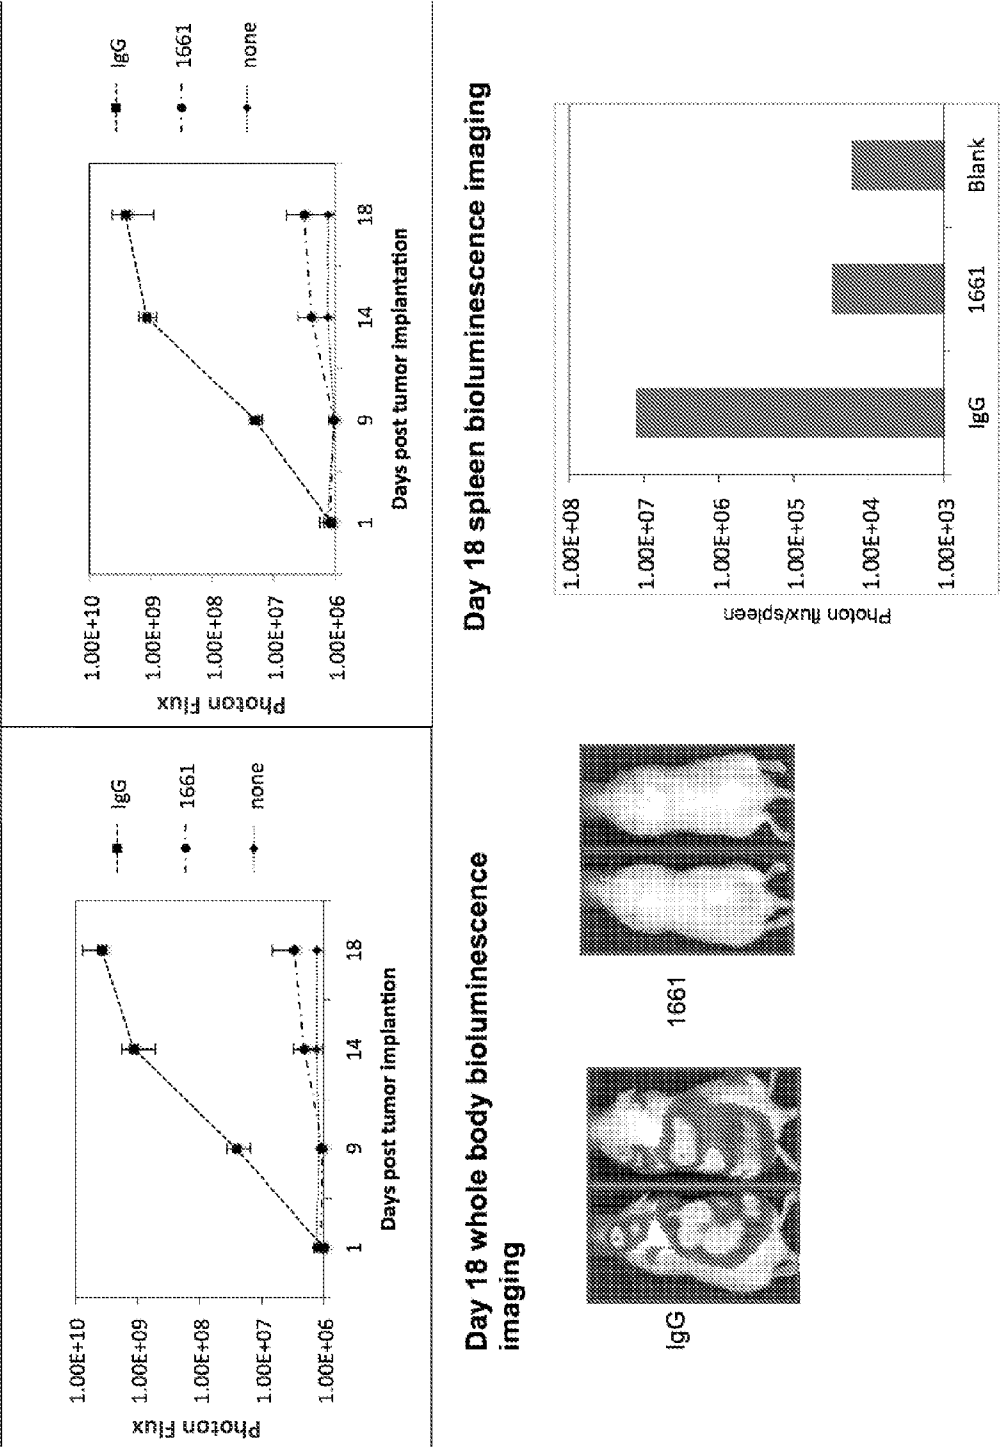 Photon Flux
1.00E+10
1.00E+09
1.00E+08
1.00E+07
1.00E+06
1
9
14
18
Days post tumor implantion
IgG
1661
none
Photon Flux
1.00E+10
1.00E+09
1.00E+08
1.00E+07
1.00E+06
1
9
14
18
Days post tumor implantation
IgG
1661
none
Day 18 whole body bioluminescence
imaging
IgG
1661
Day 18 spleen bioluminescence imaging
Photon flux/spleen
1.00E+08
1.00E+07
1.00E+06
1.00E+05
1.00E+04
1.00E+03
IgG
1661
Blank